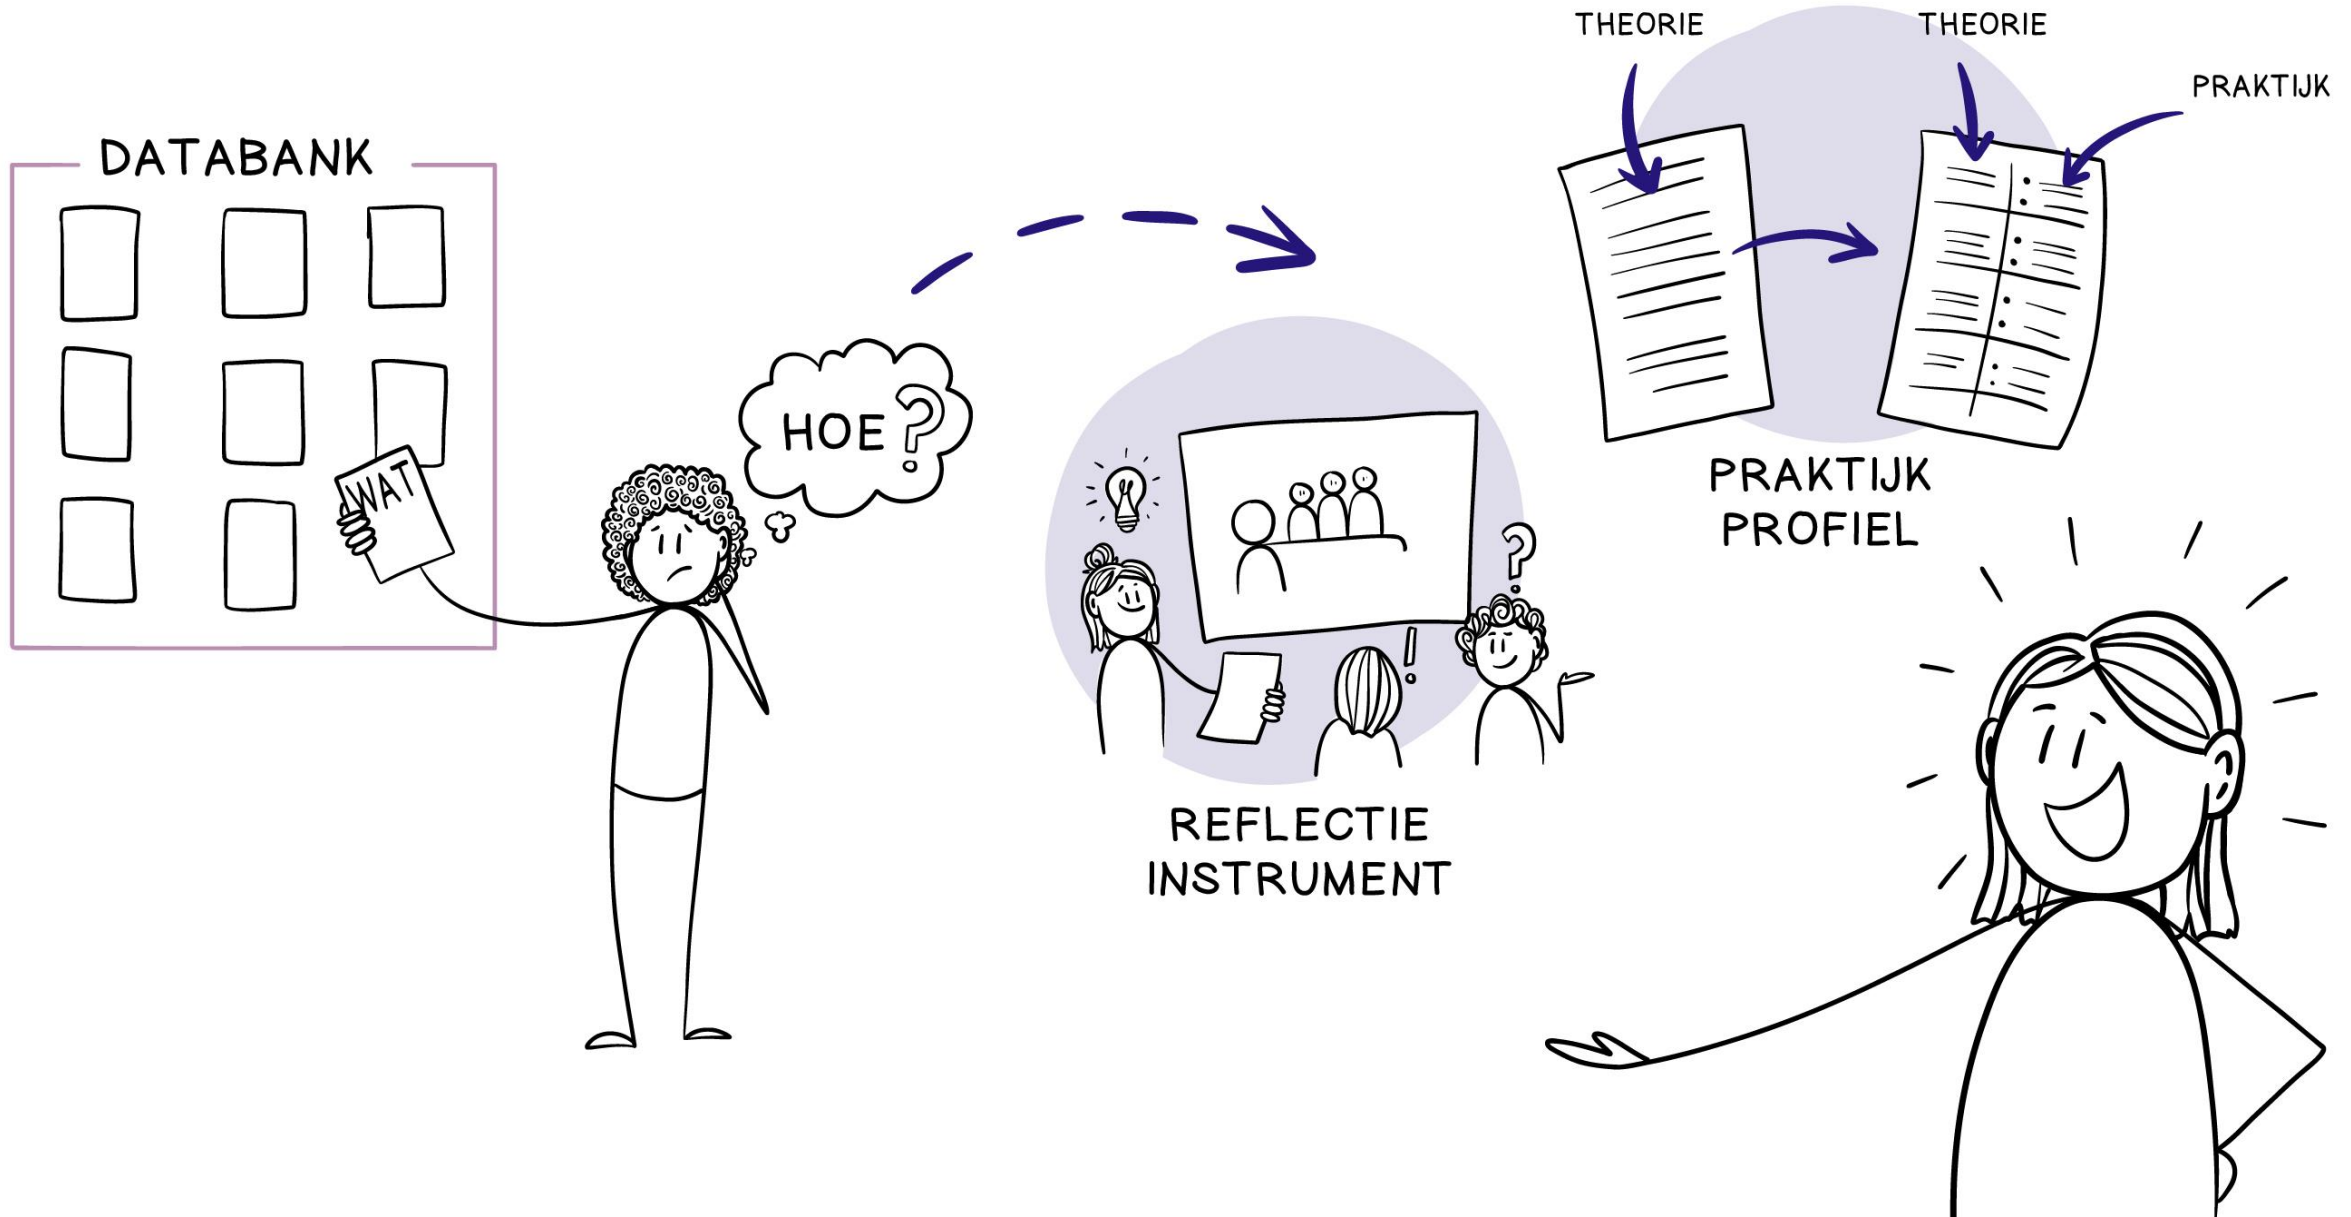 DATABANK
WAT
HOE?
?
!
REFLECTIE
INSTRUMENT
THEORIE
THEORIE
PRAKTIJK
PRAKTIJK
PROFIEL